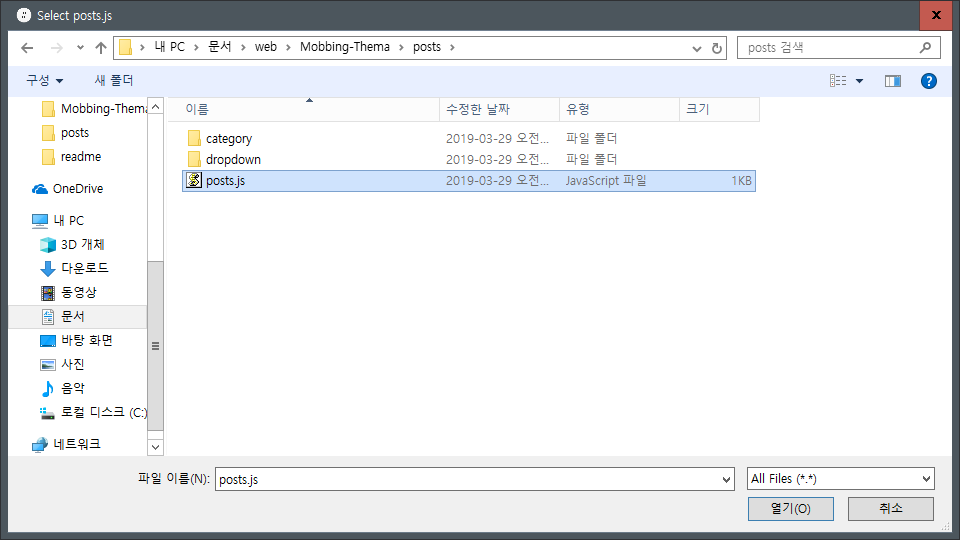 Select posts.js
내 PC > 문서 > web > Mobbing-Thema > posts >
posts 검색
구성
새 폴더
Mobbing-Thema
posts
readme
OneDrive
내 PC
3D 개체
다운로드
동영상
문서
바탕 화면
사진
음악
로컬 디스크 (C:)
네트워크
이름 수정한 날짜 유형 크기
category 2019-03-29 오전... 파일 폴더
dropdown 2019-03-29 오전... 파일 폴더
posts.js 2019-03-29 오전... JavaScript 파일 1KB
파일 이름(N): posts.js
All Files (*.*)
열기(O)
취소